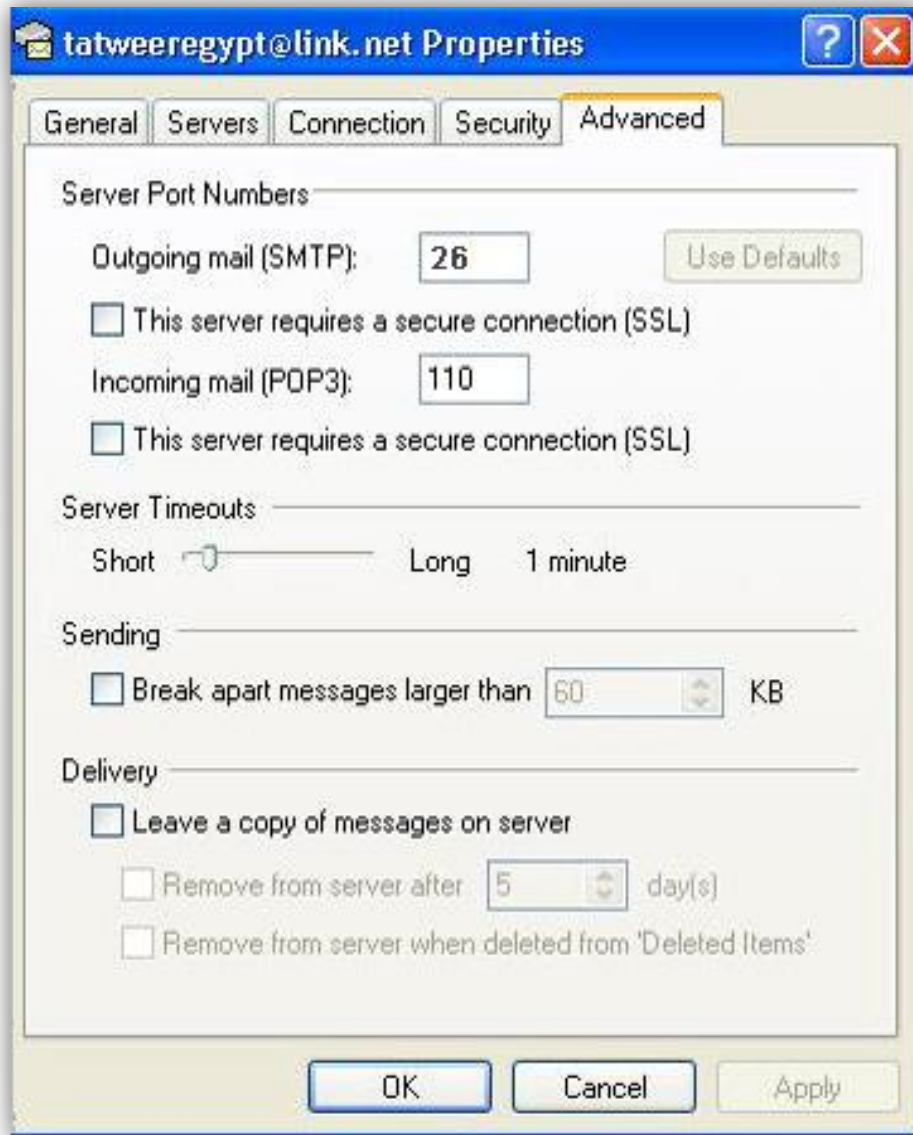 tatweeregypt@link.net Properties
General Servers Connection Security Advanced
Server Port Numbers
Outgoing mail (SMTP): 26 Use Defaults
This server requires a secure connection (SSL)
Incoming mail (POP3): 110
This server requires a secure connection (SSL)
Server Timeouts
Short Long 1 minute
Sending
Break apart messages larger than 60 KB
Delivery
Leave a copy of messages on server
Remove from server after 5 day(s)
Remove from server when deleted from 'Deleted Items'
OK Cancel Apply